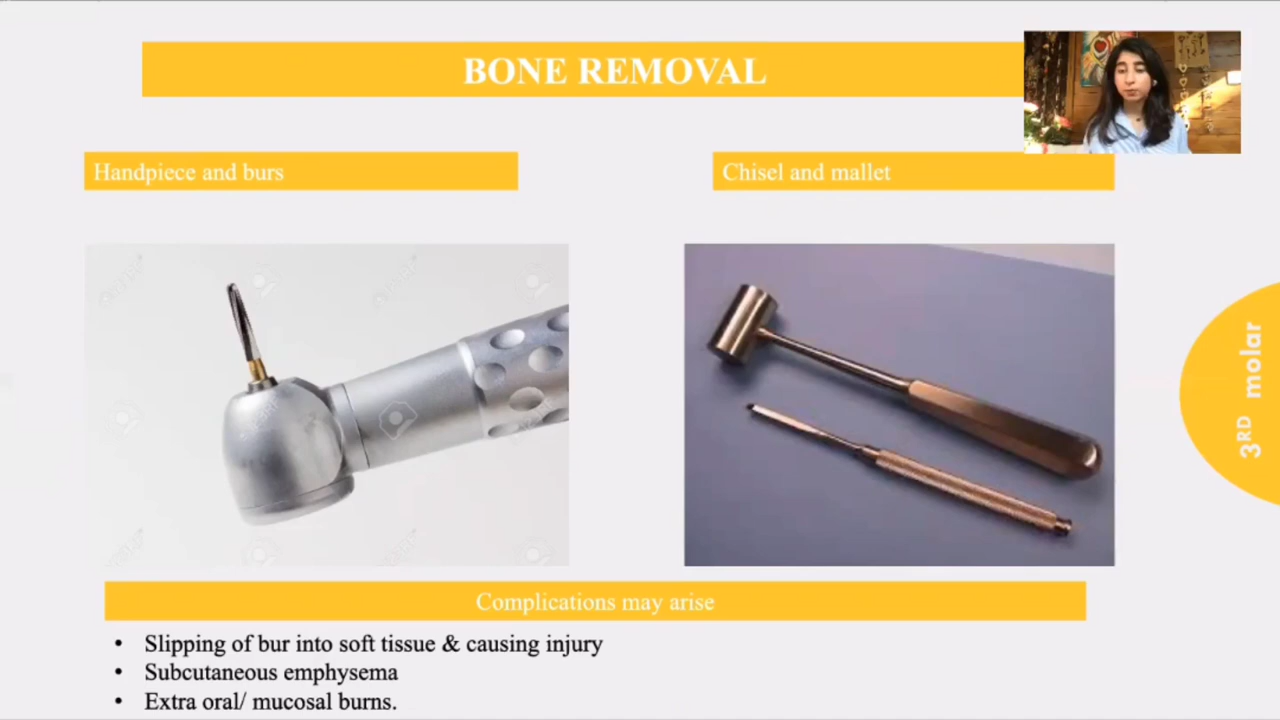 BONE REMOVAL
Handpiece and burs
Chisel and mallet
3RD molar
Complications may arise
• Slipping of bur into soft tissue & causing injury
• Subcutaneous emphysema
• Extra oral/ mucosal burns.